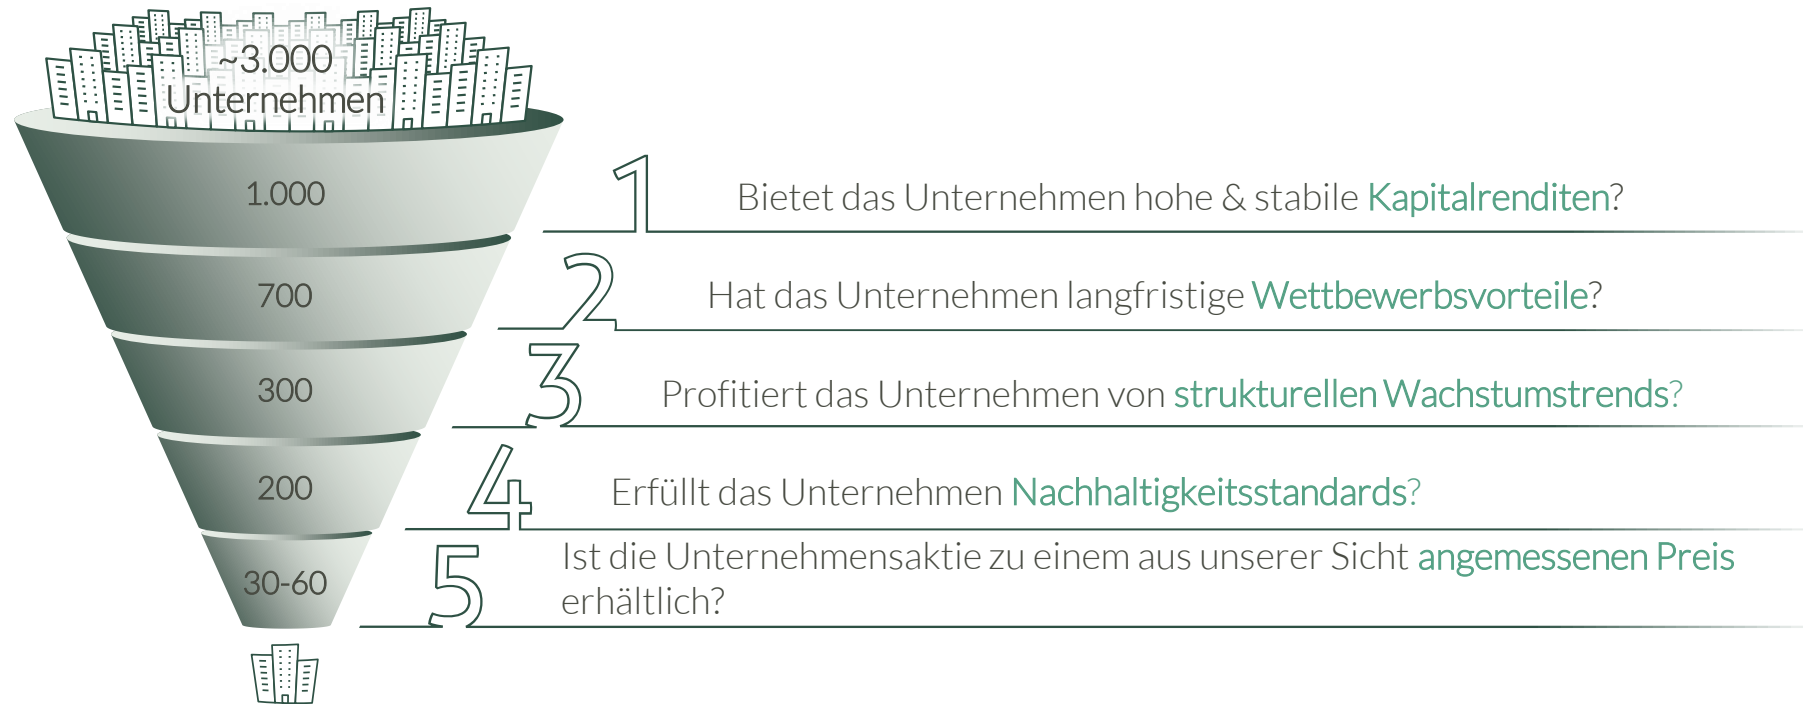 ~3.000
Unternehmen
1.000
1
Bietet das Unternehmen hohe & stabile Kapitalrenditen?
700
2
Hat das Unternehmen langfristige Wettbewerbsvorteile?
300
3
Profitiert das Unternehmen von strukturellen Wachstumstrends?
200
4
Erfüllt das Unternehmen Nachhaltigkeitsstandards?
30-60
5
Ist die Unternehmensaktie zu einem aus unserer Sicht angemessenen Preis
erhältlich?